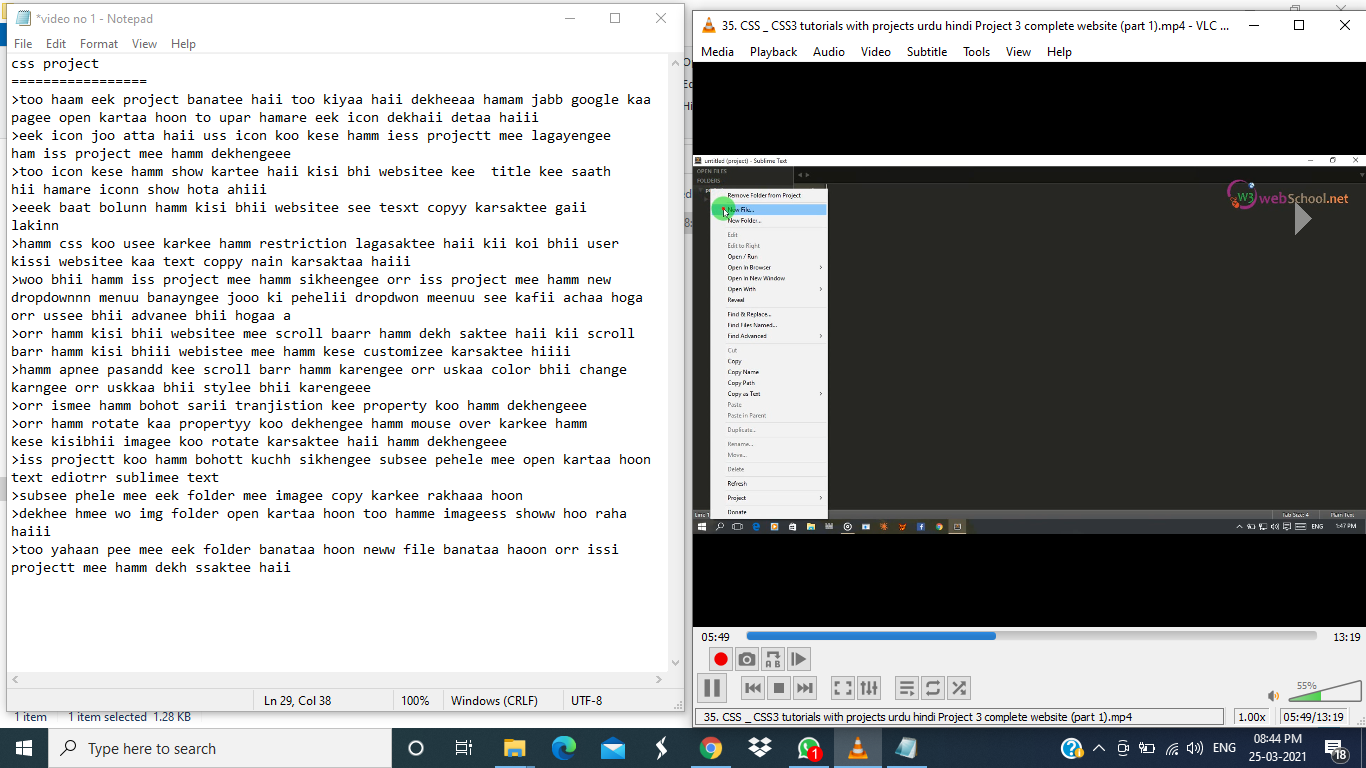 *video no 1 - Notepad
File Edit Format View Help
css project
=================
>too haam eek project banatee haii too kiyaa haii dekheeaa hamam jabb google kaa
pagee open kartaa hoon to upar hamare eek icon dekhaii detaa haiii
>eek icon joo atta haii uss icon koo kese hamm iess projectt mee lagayengee
ham iss project mee hamm dekhengeee
>too icon kese hamm show kartee haii kisi bhi websitee kee  title kee saath
hii hamare iconn show hota ahiii
>eeek baat bolunn hamm kisi bhii websitee see tesxt copyy karsaktee gaii
lakinn
>hamm css koo usee karkee hamm restriction lagasaktee haii kii koi bhii user
kissi websitee kaa text coppy nain karsaktaa haiii
>woo bhii hamm iss project mee hamm sikheengee orr iss project mee hamm new
dropdownnn menuu banayngee jooo ki pehelii dropdwon meenuu see kafii achaa hoga
orr ussee bhii advanee bhii hogaa a
>orr hamm kisi bhii websitee mee scroll baarr hamm dekh saktee haii kii scroll
barr hamm kisi bhiii webistee mee hamm kese customizee karsaktee hiiii
>hamm apnee pasandd kee scroll barr hamm karengee orr uskaa color bhii change
karngee orr uskkaa bhii stylee bhii karengeee
>orr ismee hamm bohot sarii tranjistion kee property koo hamm dekhengeee
>orr hamm rotate kaa propertyy koo dekhengee hamm mouse over karkee hamm
kese kisibhii imagee koo rotate karsaktee haii hamm dekhengeee
>iss projectt koo hamm bohott kuchh sikhengee subsee pehele mee open kartaa hoon
text ediotrr sublimee text
>subsee phele mee eek folder mee imagee copy karkee rakhaaa hoon
>dekhee hmee wo img folder open kartaa hoon too hamme imageess showw hoo raha
haiii
>too yahaan pee mee eek folder banataa hoon neww file banataa haoon orr issi
projectt mee hamm dekh ssaktee haii
Ln 29, Col 38 100% Windows (CRLF) UTF-8
1 item 1 item selected 1.28 KB
35. CSS _ CSS3 tutorials with projects urdu hindi Project 3 complete website (part 1).mp4 - VLC ...
Media Playback Audio Video Subtitle Tools View Help
untitled (project) - Sublime Text
OPEN FILES
FOLDERS
Remove Folder from Project
New File...
New Folder...
Edit
Edit to Right
Open / Run
Open In Browser
Open In New Window
Open With
Reveal
Find & Replace...
Find Files Named...
Find Advanced
Cut
Copy
Copy Name
Copy Path
Copy as Text
Paste
Paste in Parent
Duplicate...
Rename...
Move...
Delete
Refresh
Project
Donate
W3
webSchool.net
Tab Size: 4 Plain Text
ENG 1:47 PM
05:49 13:19
55%
35. CSS _ CSS3 tutorials with projects urdu hindi Project 3 complete website (part 1).mp4
1.00x 05:49/13:19
Type here to search
1
ENG
08:44 PM
25-03-2021
18